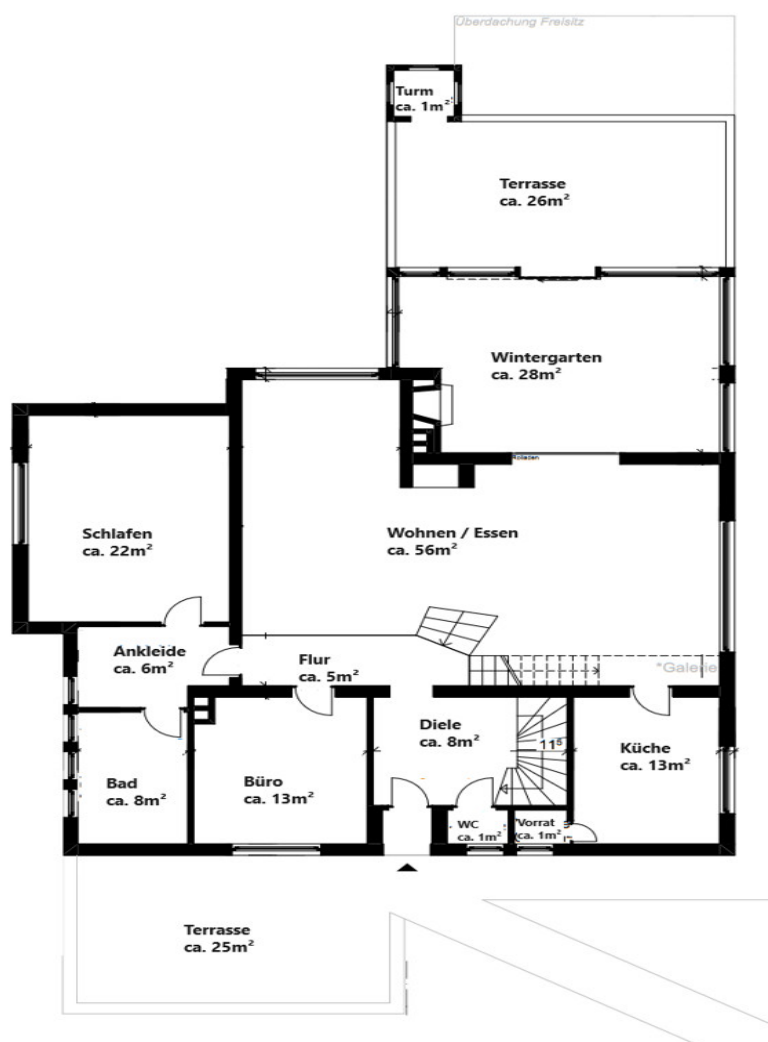 Überdachung Freisitz
Turm
ca. 1m²
Terrasse
ca. 26m²
Wintergarten
ca. 28m²
Rolladen
Schlafen
ca. 22m²
Wohnen / Essen
ca. 56m²
Ankleide
ca. 6m²
Flur
ca. 5m²
*Galerie
Diele
ca. 8m²
11⁵
Küche
ca. 13m²
Bad
ca. 8m²
Büro
ca. 13m²
WC
ca. 1m²
Vorrat
ca. 1m²
Terrasse
ca. 25m²